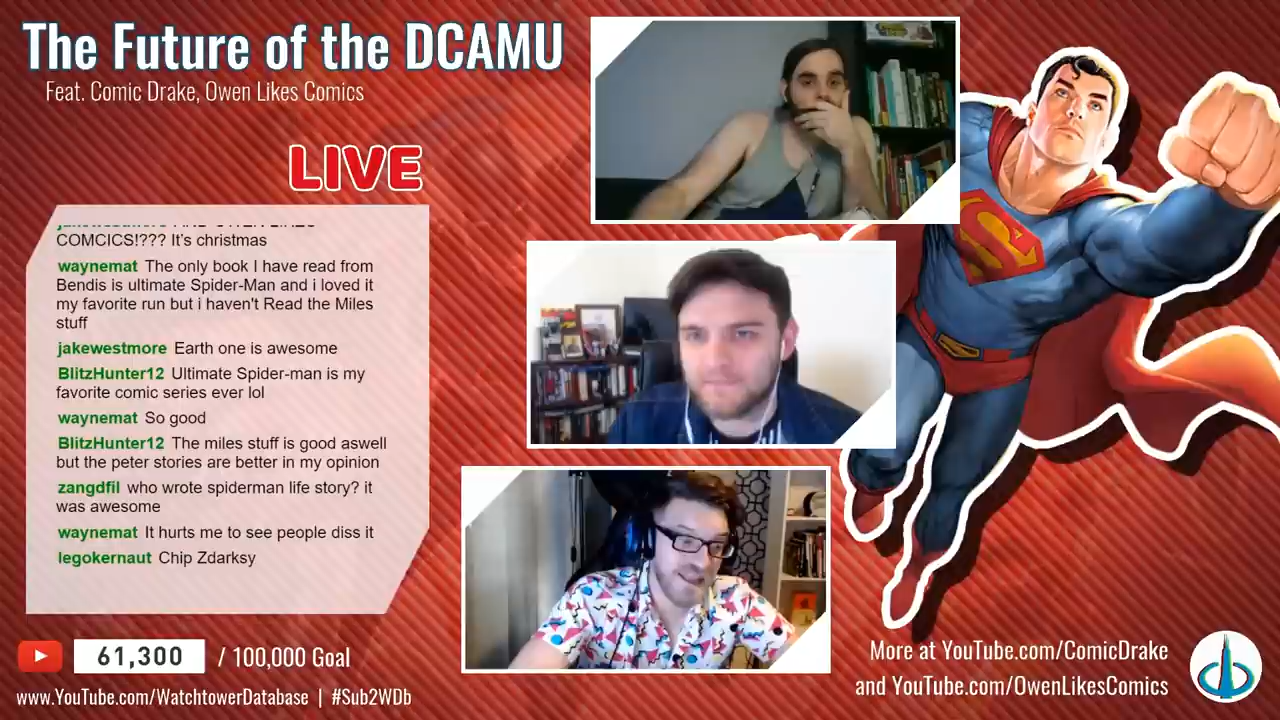 The Future of the DCAMU
Feat. Comic Drake, Owen Likes Comics
LIVE
COMCICS!??? It's christmas
waynemat The only book I have read from
Bendis is ultimate Spider-Man and i loved it
my favorite run but i haven't Read the Miles
stuff
jakewestmore Earth one is awesome
BlitzHunter12 Ultimate Spider-man is my
favorite comic series ever lol
waynemat So good
BlitzHunter12 The miles stuff is good aswell
but the peter stories are better in my opinion
zangdfil who wrote spiderman life story? it
was awesome
waynemat It hurts me to see people diss it
legokernaut Chip Zdarksy
61,300 / 100,000 Goal
www.YouTube.com/WatchtowerDatabase | #Sub2WDb
More at YouTube.com/ComicDrake
and YouTube.com/OwenLikesComics